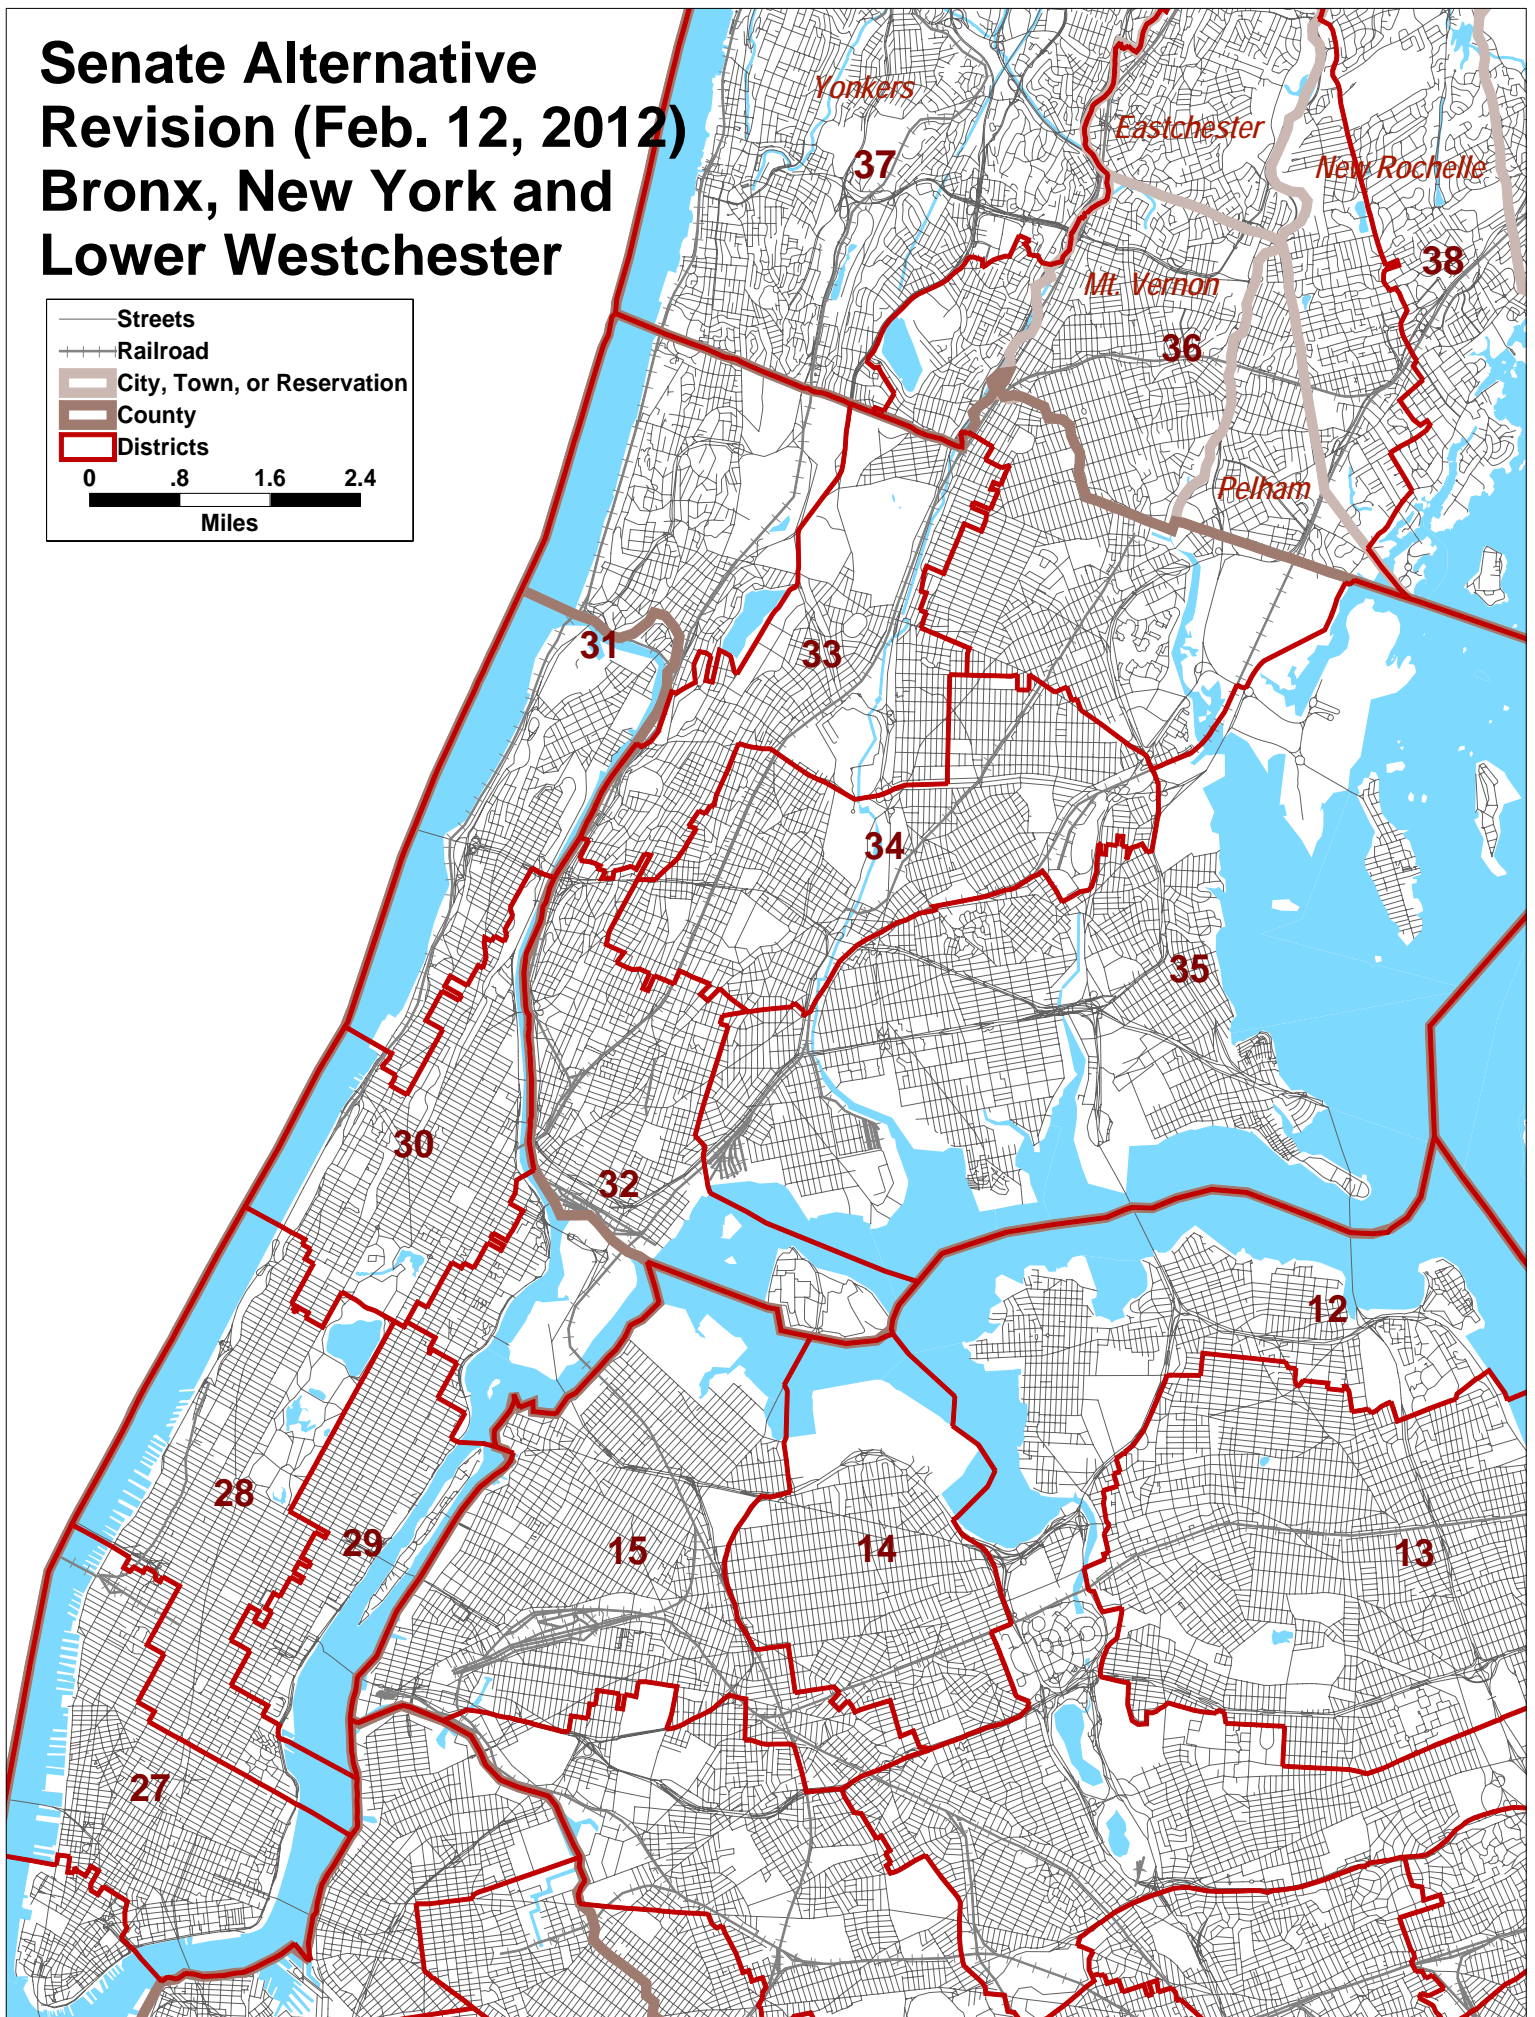 Senate Alternative
Revision (Feb. 12, 2012)
Bronx, New York and
Lower Westchester
Streets
Railroad
City, Town, or Reservation
County
Districts
0 .8 1.6 2.4
Miles
Yonkers
Eastchester
37
New Rochelle
38
Mt. Vernon
36
Pelham
31
33
34
35
30
32
12
28
29
15
14
13
27